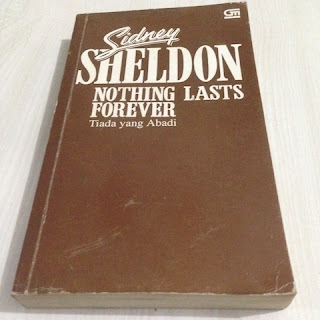 Sidney
SHELDON
NOTHING LASTS
FOREVER
Tiada yang Abadi